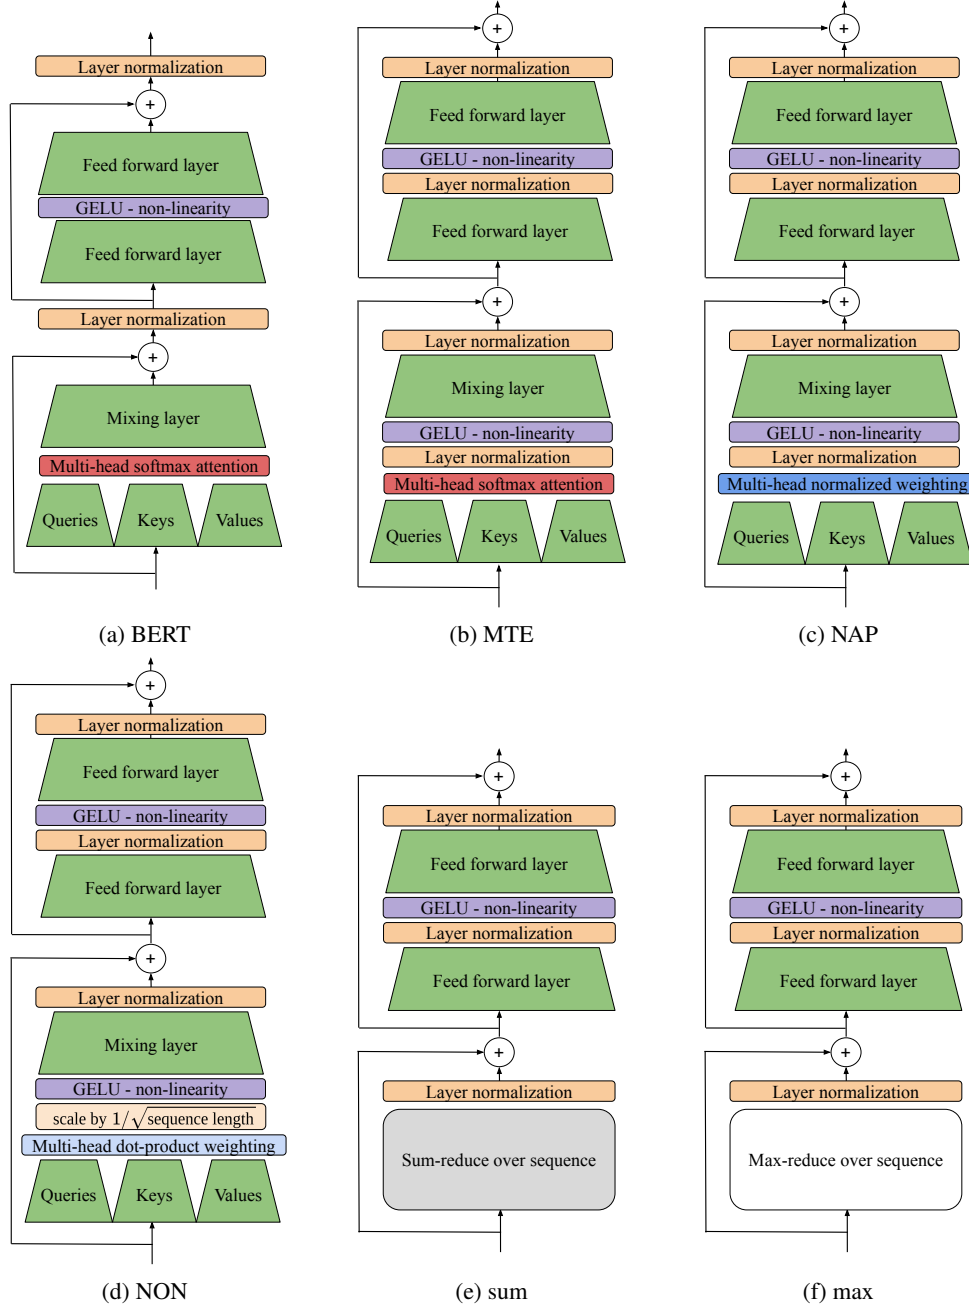 Layer normalization
+
Feed forward layer
GELU - non-linearity
Feed forward layer
Layer normalization
+
Mixing layer
Multi-head softmax attention
Queries Keys Values
(a) BERT
+
Layer normalization
Feed forward layer
GELU - non-linearity
Layer normalization
Feed forward layer
+
Layer normalization
Mixing layer
GELU - non-linearity
Layer normalization
Multi-head softmax attention
Queries Keys Values
(b) MTE
+
Layer normalization
Feed forward layer
GELU - non-linearity
Layer normalization
Feed forward layer
+
Layer normalization
Mixing layer
GELU - non-linearity
Layer normalization
Multi-head normalized weighting
Queries Keys Values
(c) NAP
+
Layer normalization
Feed forward layer
GELU - non-linearity
Layer normalization
Feed forward layer
+
Layer normalization
Mixing layer
GELU - non-linearity
scale by 1/√sequence length
Multi-head dot-product weighting
Queries Keys Values
(d) NON
+
Layer normalization
Feed forward layer
GELU - non-linearity
Layer normalization
Feed forward layer
+
Layer normalization
Sum-reduce over sequence
(e) sum
+
Layer normalization
Feed forward layer
GELU - non-linearity
Layer normalization
Feed forward layer
+
Layer normalization
Max-reduce over sequence
(f) max